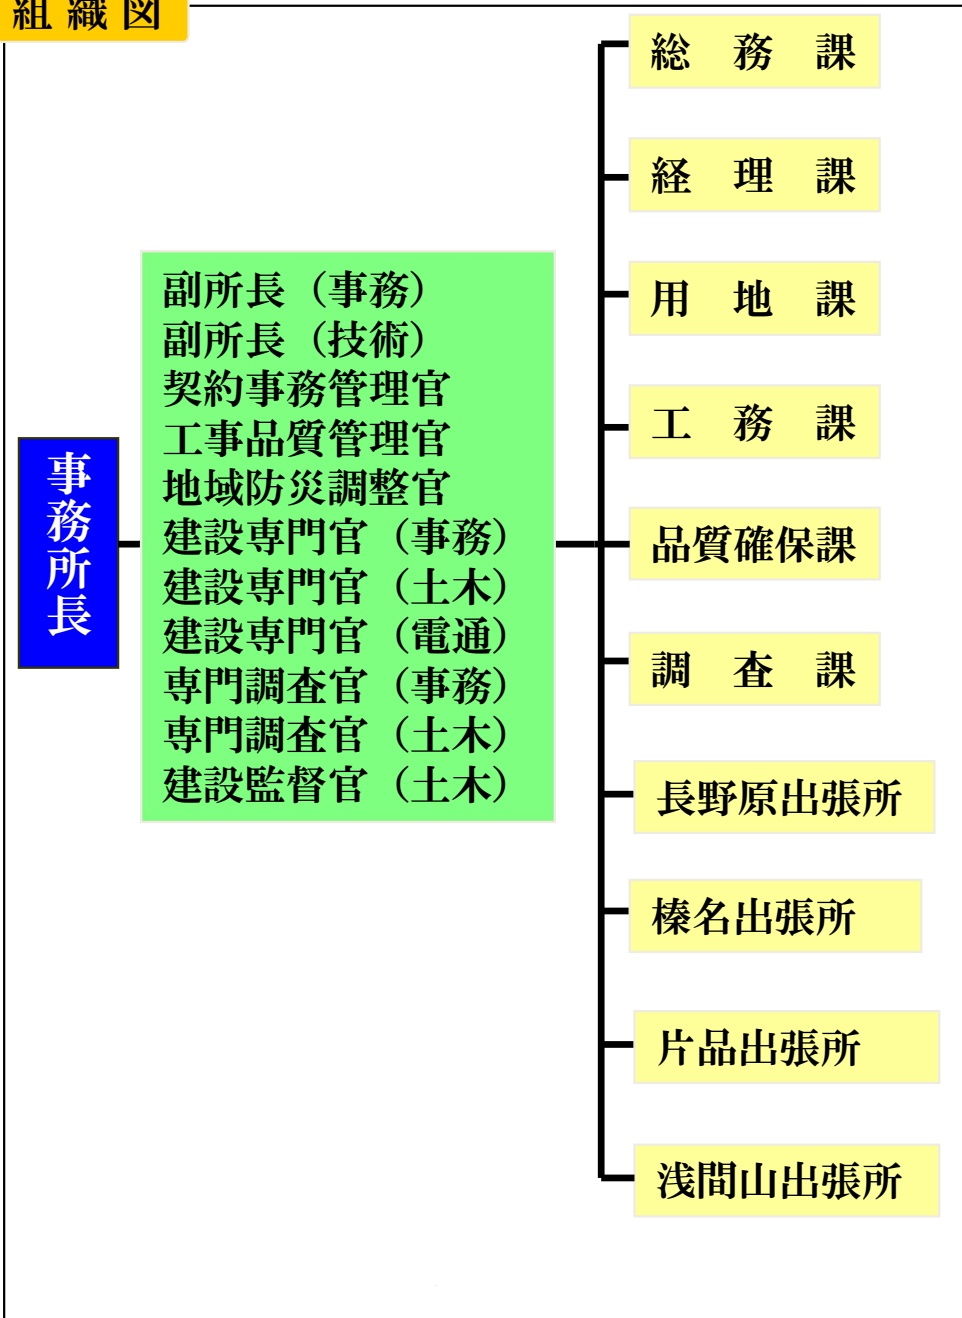 組織図
事務所長
副所長（事務）
副所長（技術）
契約事務管理官
工事品質管理官
地域防災調整官
建設専門官（事務）
建設専門官（土木）
建設専門官（電通）
専門調査官（事務）
専門調査官（土木）
建設監督官（土木）
総　務　課
経　理　課
用　地　課
工　務　課
品質確保課
調　査　課
長野原出張所
榛名出張所
片品出張所
浅間山出張所